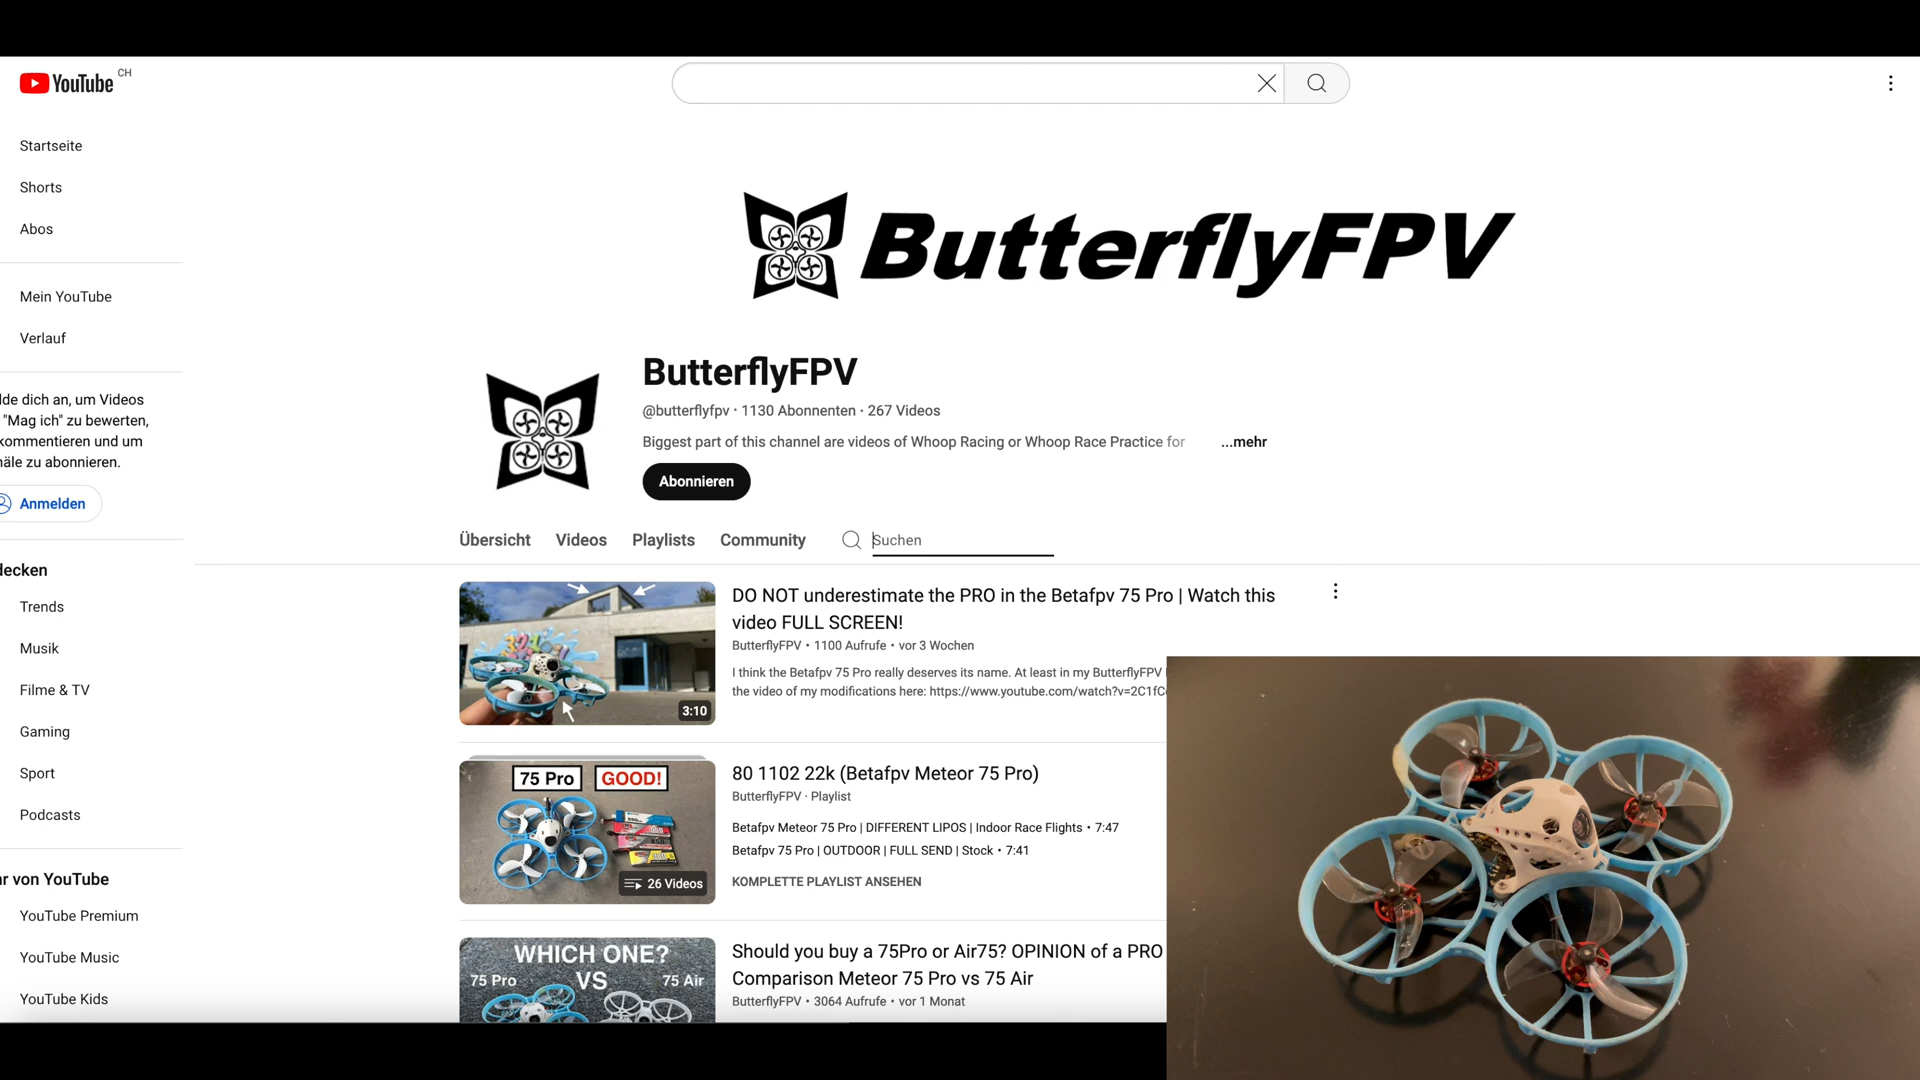 YouTube CH
Startseite
Shorts
Abos
Mein YouTube
Verlauf
lde dich an, um Videos
"Mag ich" zu bewerten,
kommentieren und um
näle zu abonnieren.
Anmelden
decken
Trends
Musik
Filme & TV
Gaming
Sport
Podcasts
r von YouTube
YouTube Premium
YouTube Music
YouTube Kids
ButterflyFPV
ButterflyFPV
@butterflyfpv · 1130 Abonnenten · 267 Videos
Biggest part of this channel are videos of Whoop Racing or Whoop Race Practice for ...mehr
Abonnieren
Übersicht Videos Playlists Community Suchen
3:10
DO NOT underestimate the PRO in the Betafpv 75 Pro | Watch this
video FULL SCREEN!
ButterflyFPV • 1100 Aufrufe • vor 3 Wochen
I think the Betafpv 75 Pro really deserves its name. At least in my ButterflyFPV
the video of my modifications here: https://www.youtube.com/watch?v=2C1fC
75 Pro GOOD!
26 Videos
80 1102 22k (Betafpv Meteor 75 Pro)
ButterflyFPV · Playlist
Betafpv Meteor 75 Pro | DIFFERENT LIPOS | Indoor Race Flights • 7:47
Betafpv 75 Pro | OUTDOOR | FULL SEND | Stock • 7:41
KOMPLETTE PLAYLIST ANSEHEN
WHICH ONE?
75 Pro VS 75 Air
Should you buy a 75Pro or Air75? OPINION of a PRO
Comparison Meteor 75 Pro vs 75 Air
ButterflyFPV • 3064 Aufrufe • vor 1 Monat